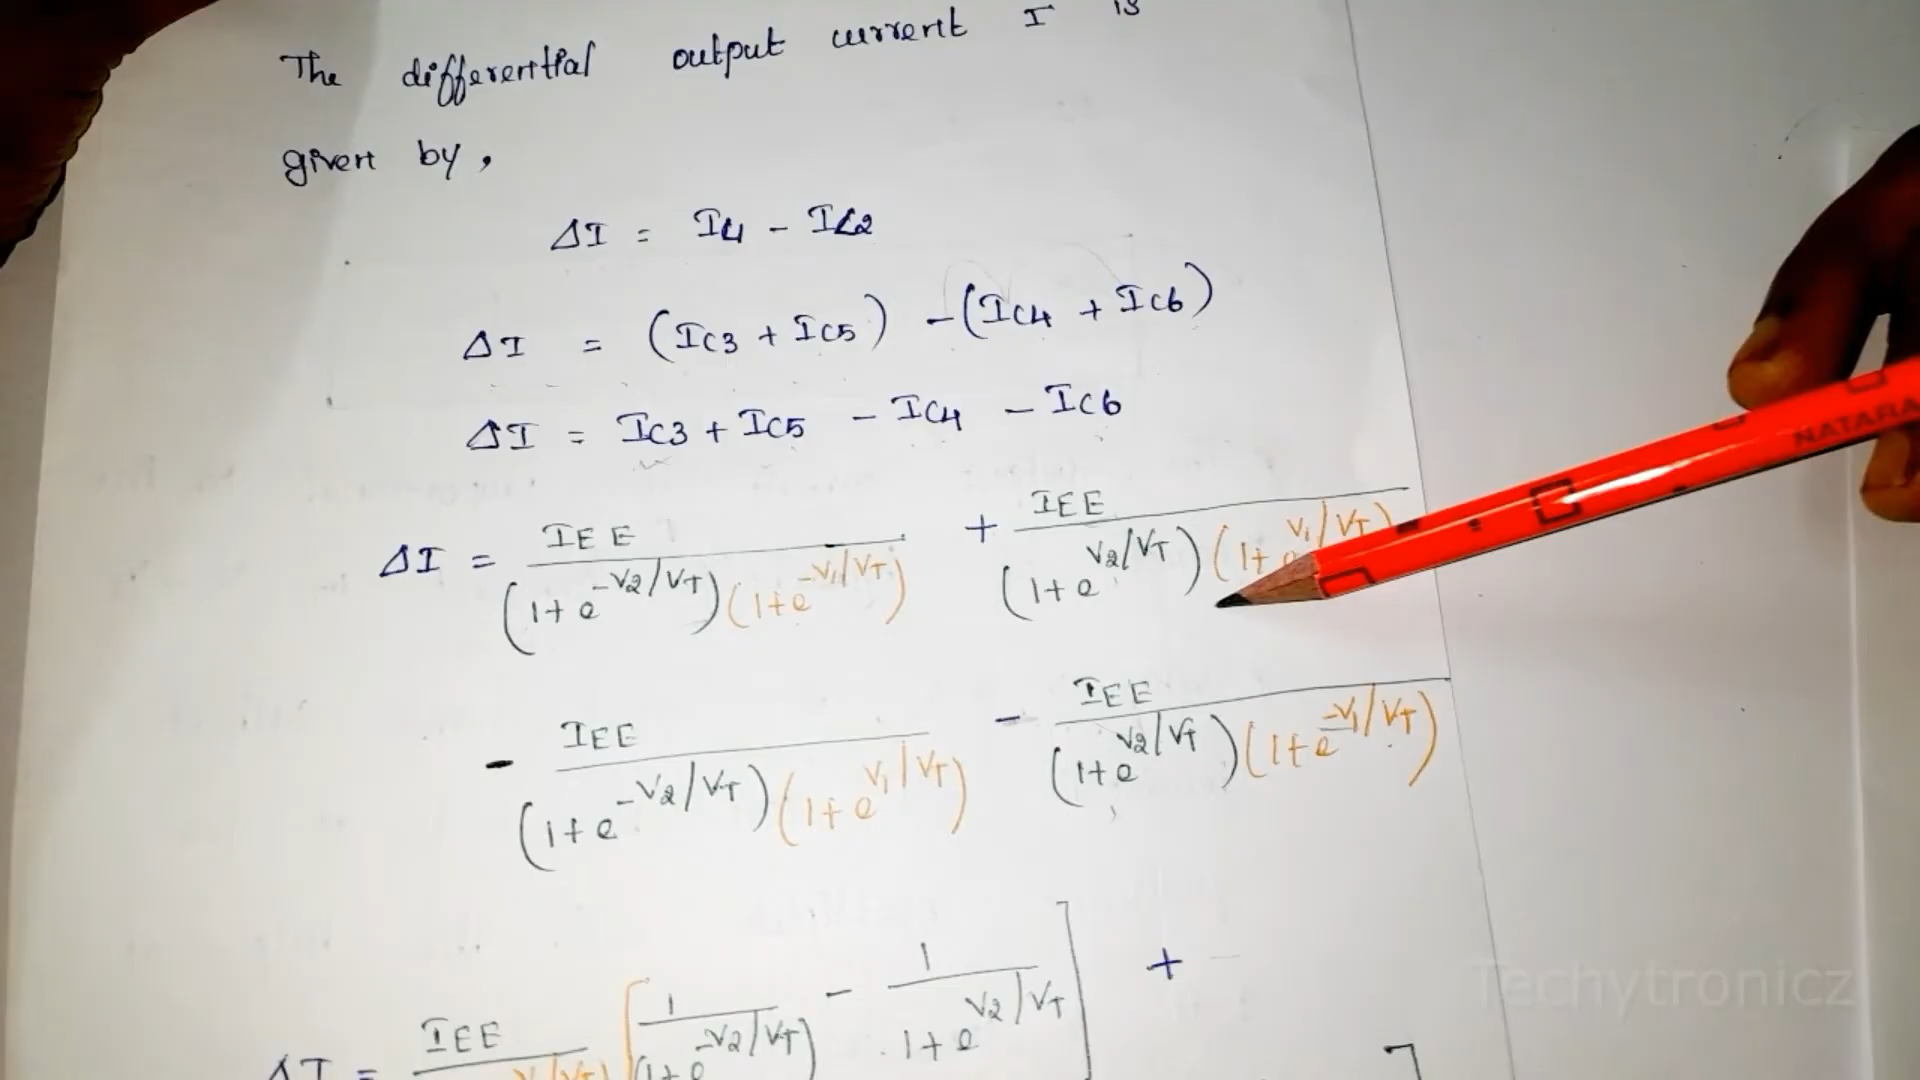 The differential output current I is
given by,
ΔI = IL1 - IL2
ΔI = (IC3 + IC5) - (IC4 + IC6)
ΔI = IC3 + IC5 - IC4 - IC6
ΔI = IEE / (1+e^-V2/VT)(1+e^-V1/VT) + IEE / (1+e^V2/VT)(1+e^V1/VT)
- IEE / (1+e^-V2/VT)(1+e^V1/VT) - IEE / (1+e^V2/VT)(1+e^-V1/VT)
ΔI = IEE [1 / (1+e^-V2/VT) - 1 / 1+e^V2/VT] +
NATARA
Techytronicz